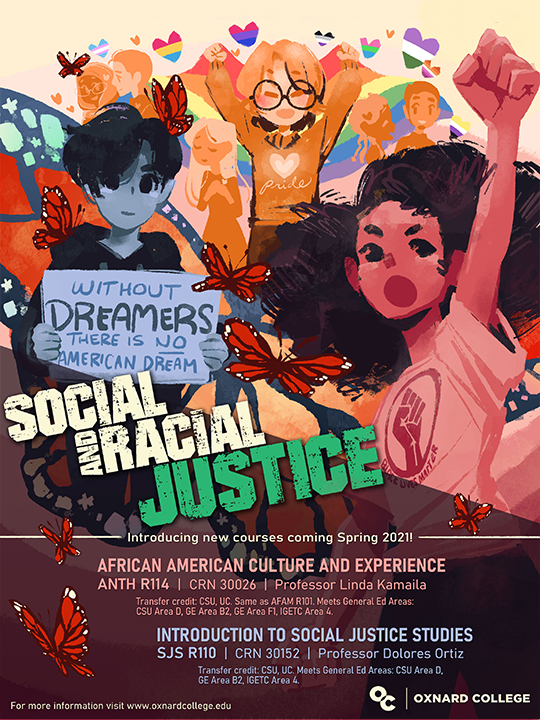 pride
WITHOUT
DREAMERS
THERE IS NO
AMERICAN DREAM
BLACK LIVES MATTER
SOCIAL
AND RACIAL
JUSTICE
Introducing new courses coming Spring 2021!
AFRICAN AMERICAN CULTURE AND EXPERIENCE
ANTH R114 | CRN 30026 | Professor Linda Kamaila
Transfer credit: CSU, UC. Same as AFAM R101. Meets General Ed Areas:
CSU Area D, GE Area B2, GE Area F1, IGETC Area 4.
INTRODUCTION TO SOCIAL JUSTICE STUDIES
SJS R110 | CRN 30152 | Professor Dolores Ortiz
Transfer credit: CSU, UC. Meets General Ed Areas: CSU Area D,
GE Area B2, IGETC Area 4.
For more information visit www.oxnardcollege.edu
OC | OXNARD COLLEGE